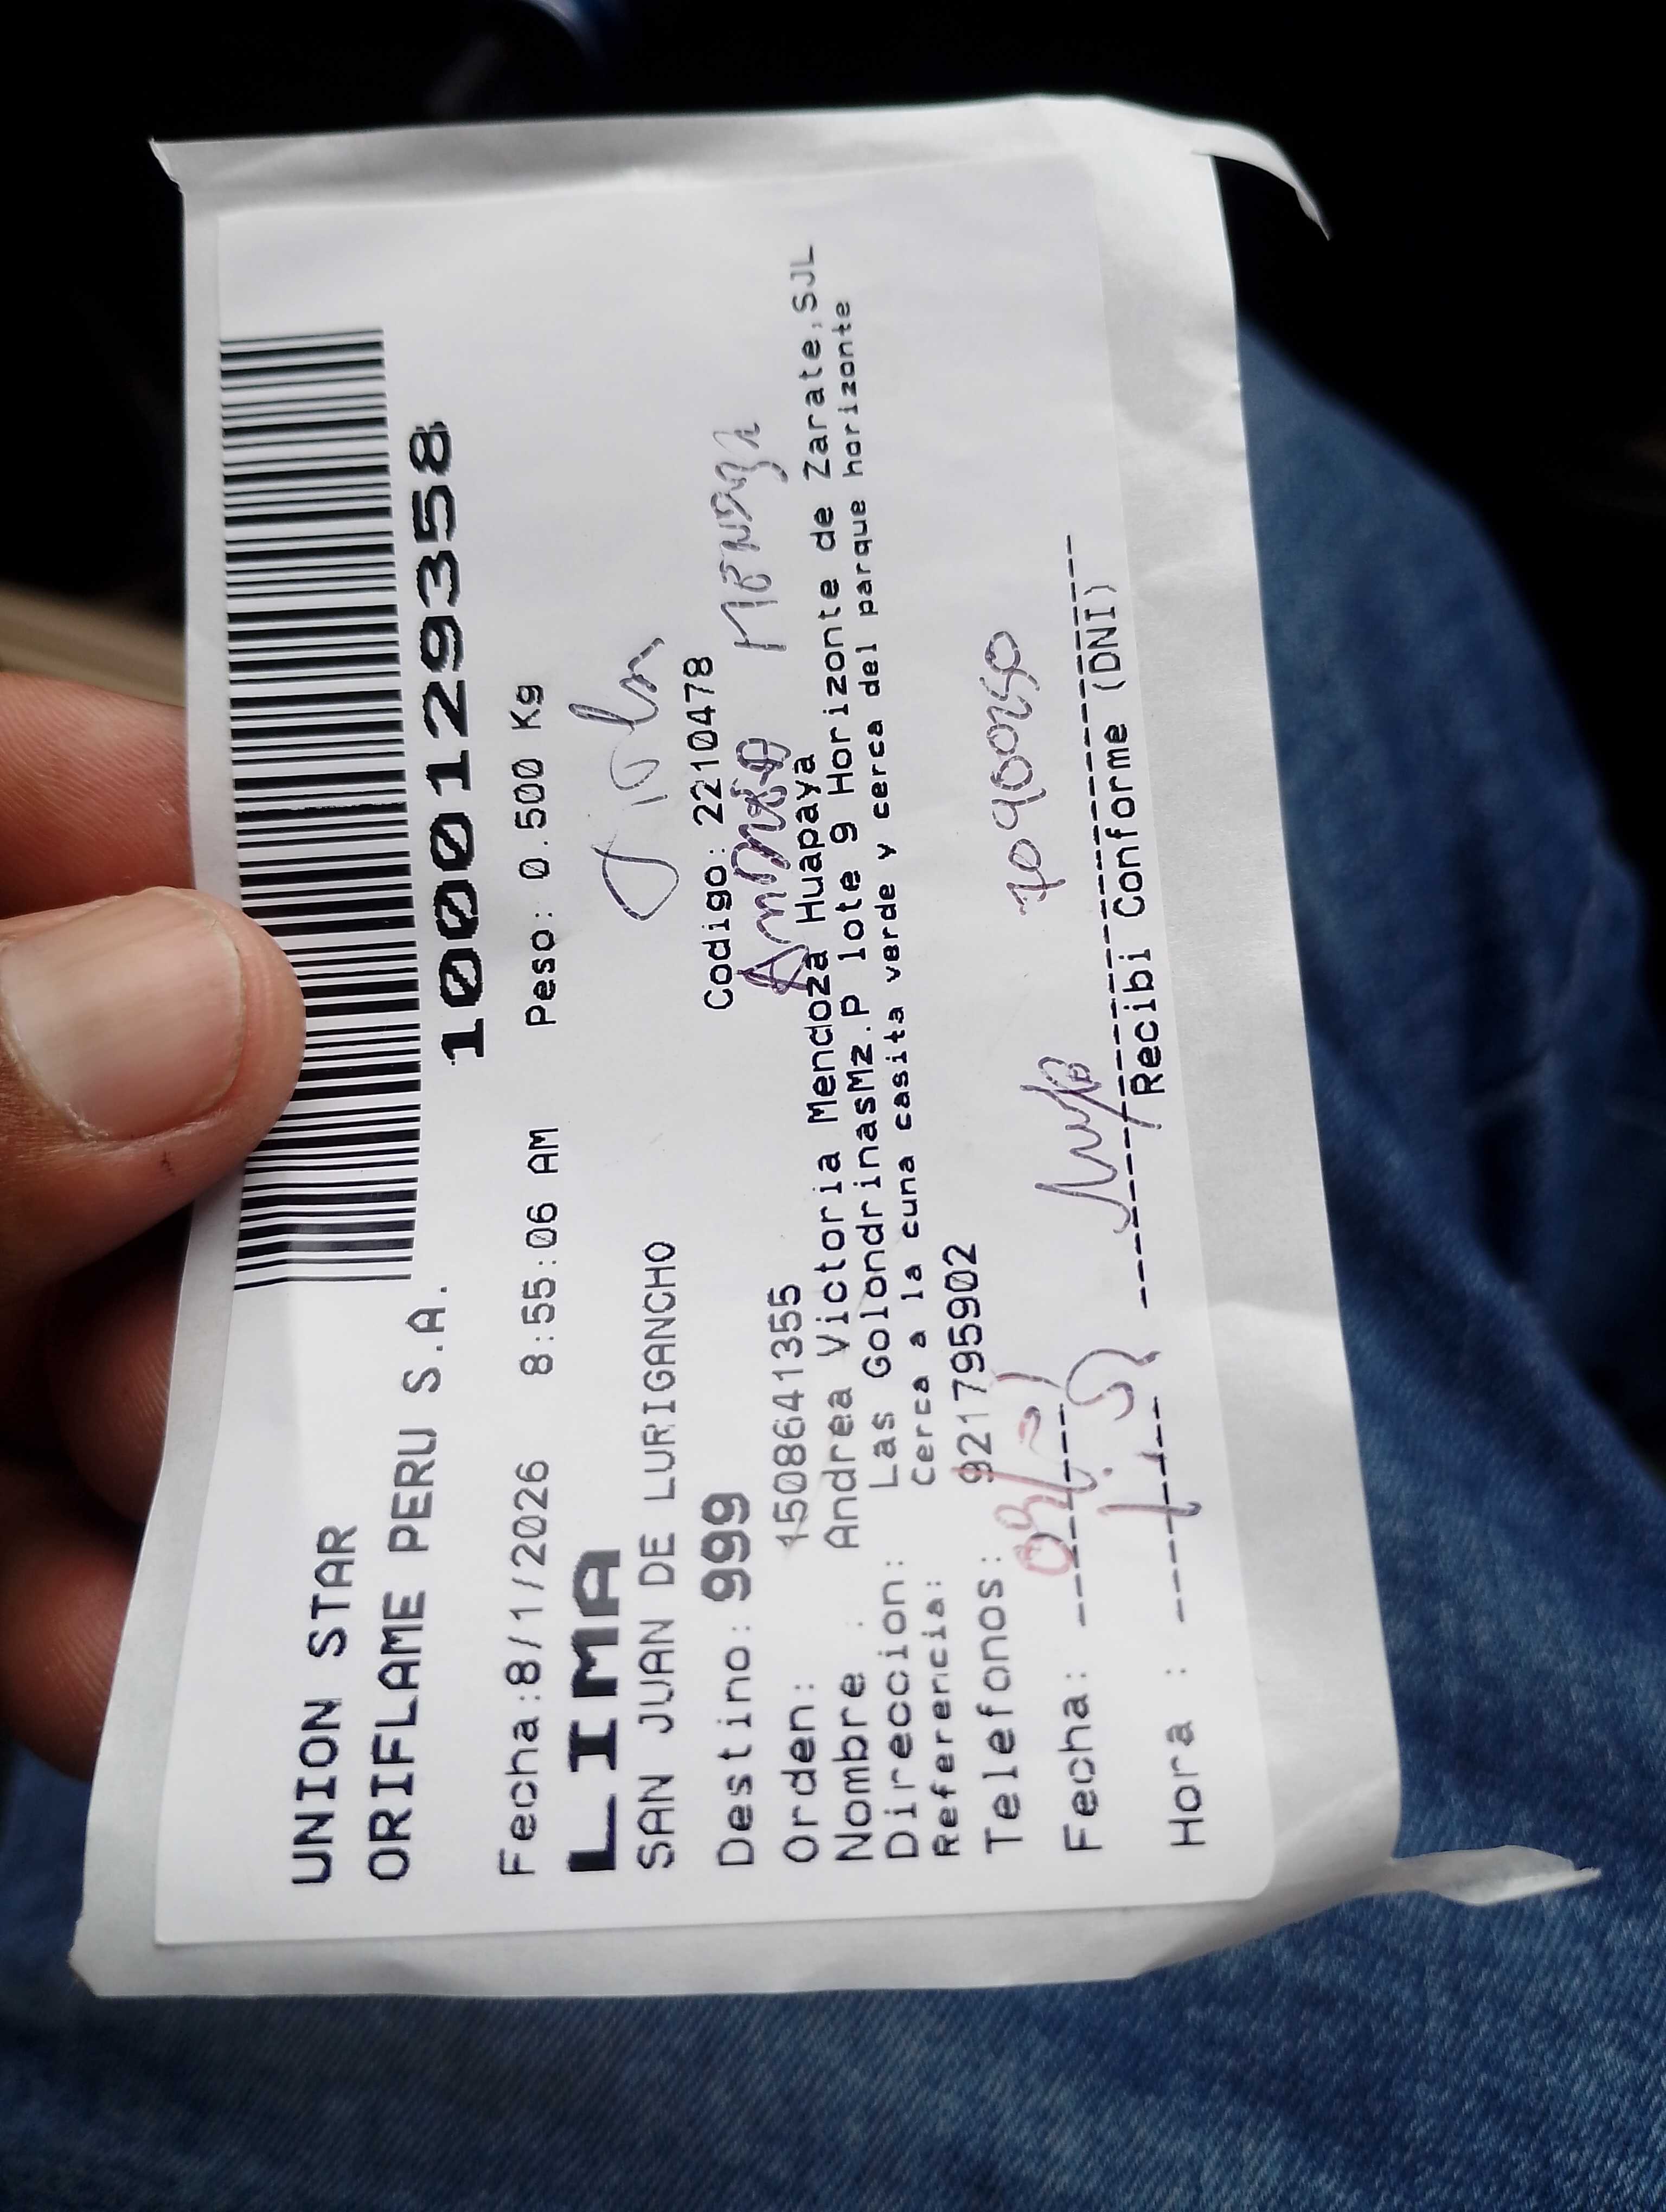 UNION STAR
ORIFLAME PERU S.A.
1000129358
Fecha:8/1/2026 8:55:06 AM Peso: 0.500 Kg
LIMA
SAN JUAN DE LURIGANCHO
Destino: 999 Codigo: 2210478
Orden: 1508641355
Nombre : Andrea Victoria Mendoza Huapaya
Direccion: Las GolondrinasMz.P lote 9 Horizonte de Zarate,SJL
Referencia: Cerca a la cuna casita verde y cerca del parque horizonte
Telefonos: 921795902
Fecha:
Hora :
Recibi Conforme (DNI)